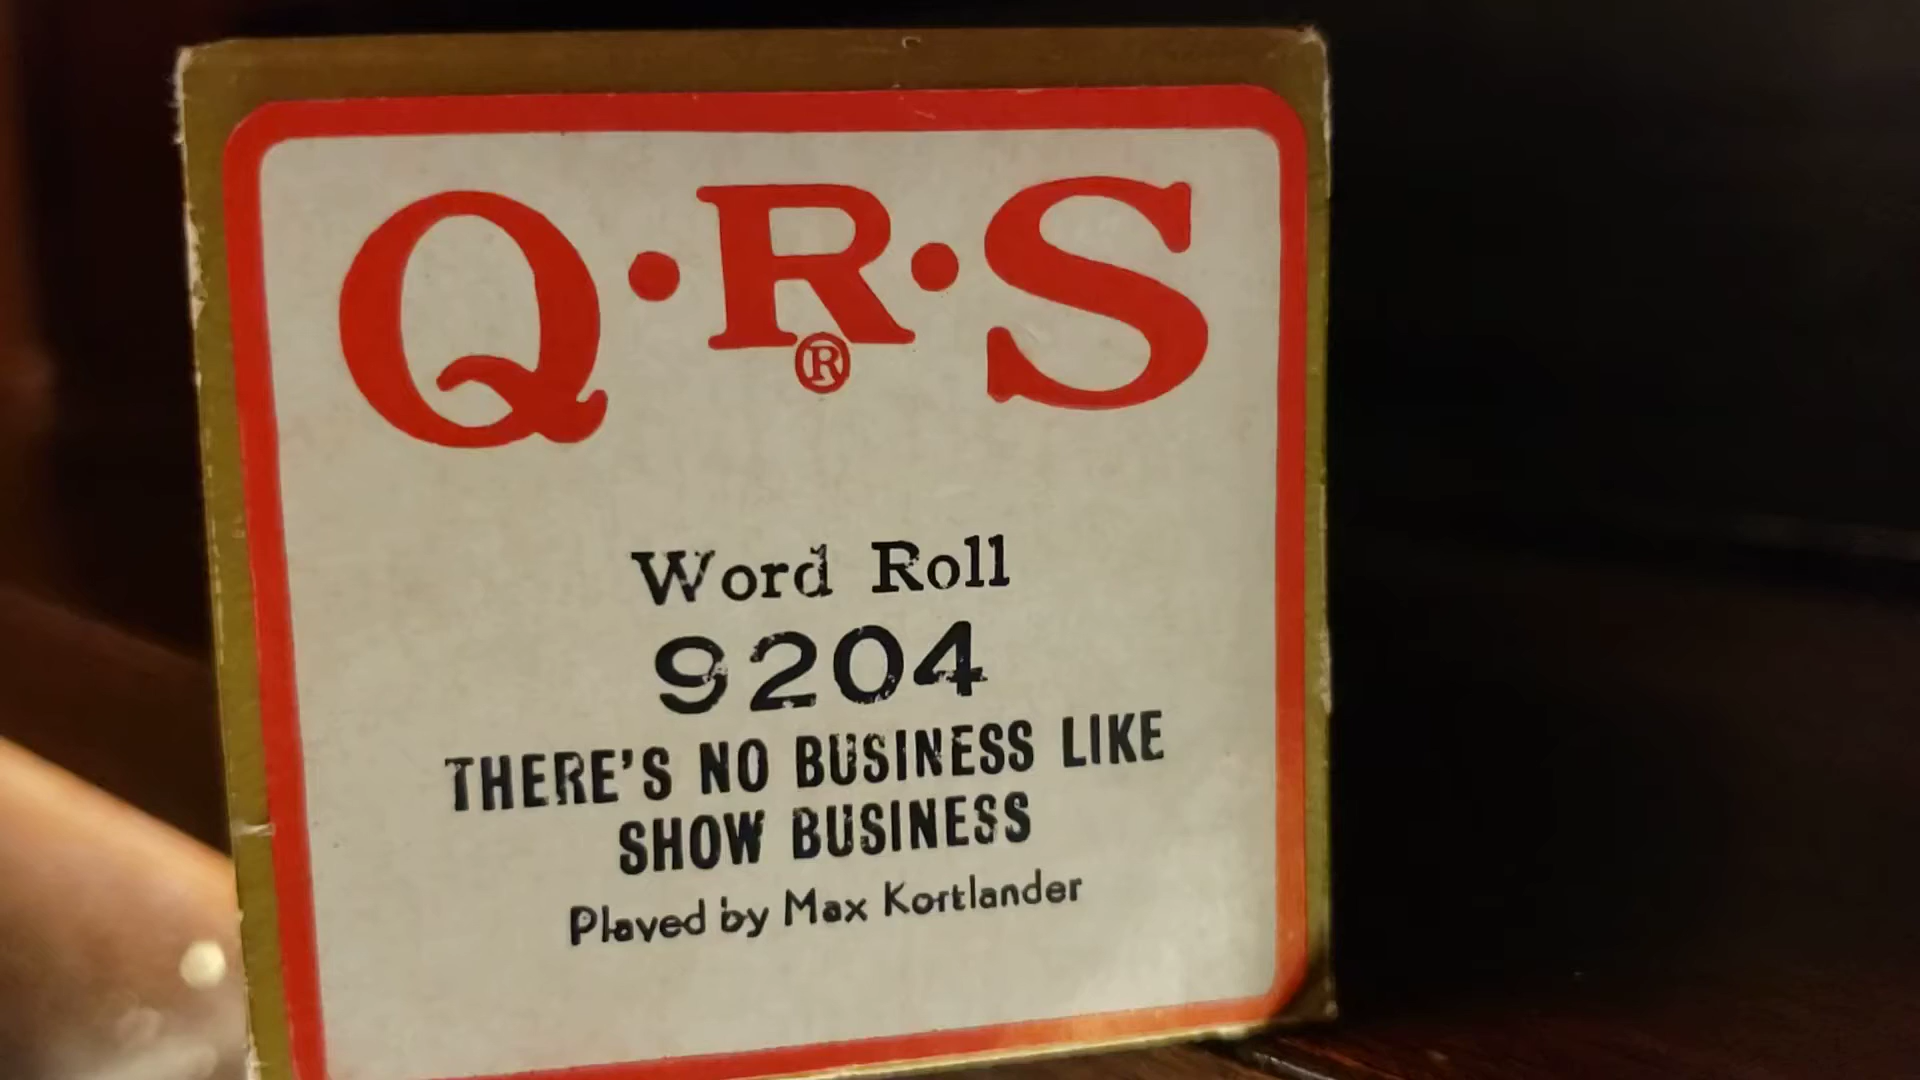 Q·R·S
®
Word Roll
9204
THERE'S NO BUSINESS LIKE
SHOW BUSINESS
Played by Max Kortlander